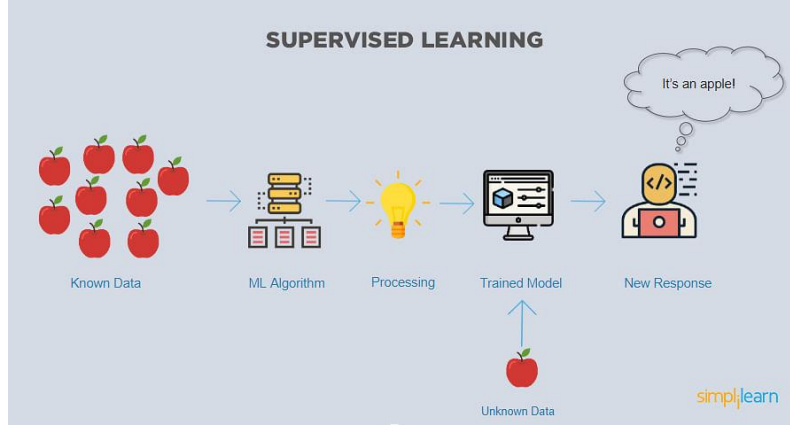 SUPERVISED LEARNING
It's an apple!
</>
Known Data
ML Algorithm
Processing
Trained Model
New Response
Unknown Data
simplilearn